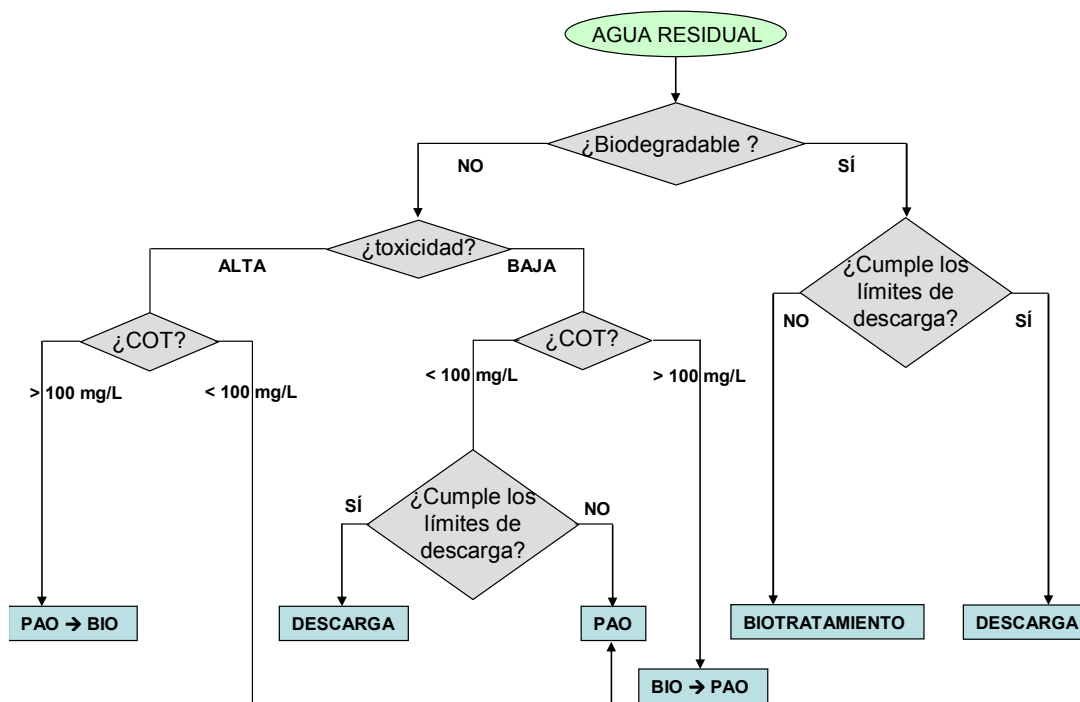 AGUA RESIDUAL
¿Biodegradable ?
NO
SÍ
¿toxicidad?
ALTA
BAJA
¿Cumple los
límites de
descarga?
NO
SÍ
¿COT?
¿COT?
> 100 mg/L
< 100 mg/L
< 100 mg/L
> 100 mg/L
¿Cumple los
límites de
descarga?
SÍ
NO
PAO → BIO
DESCARGA
PAO
BIOTRATAMIENTO
DESCARGA
BIO → PAO